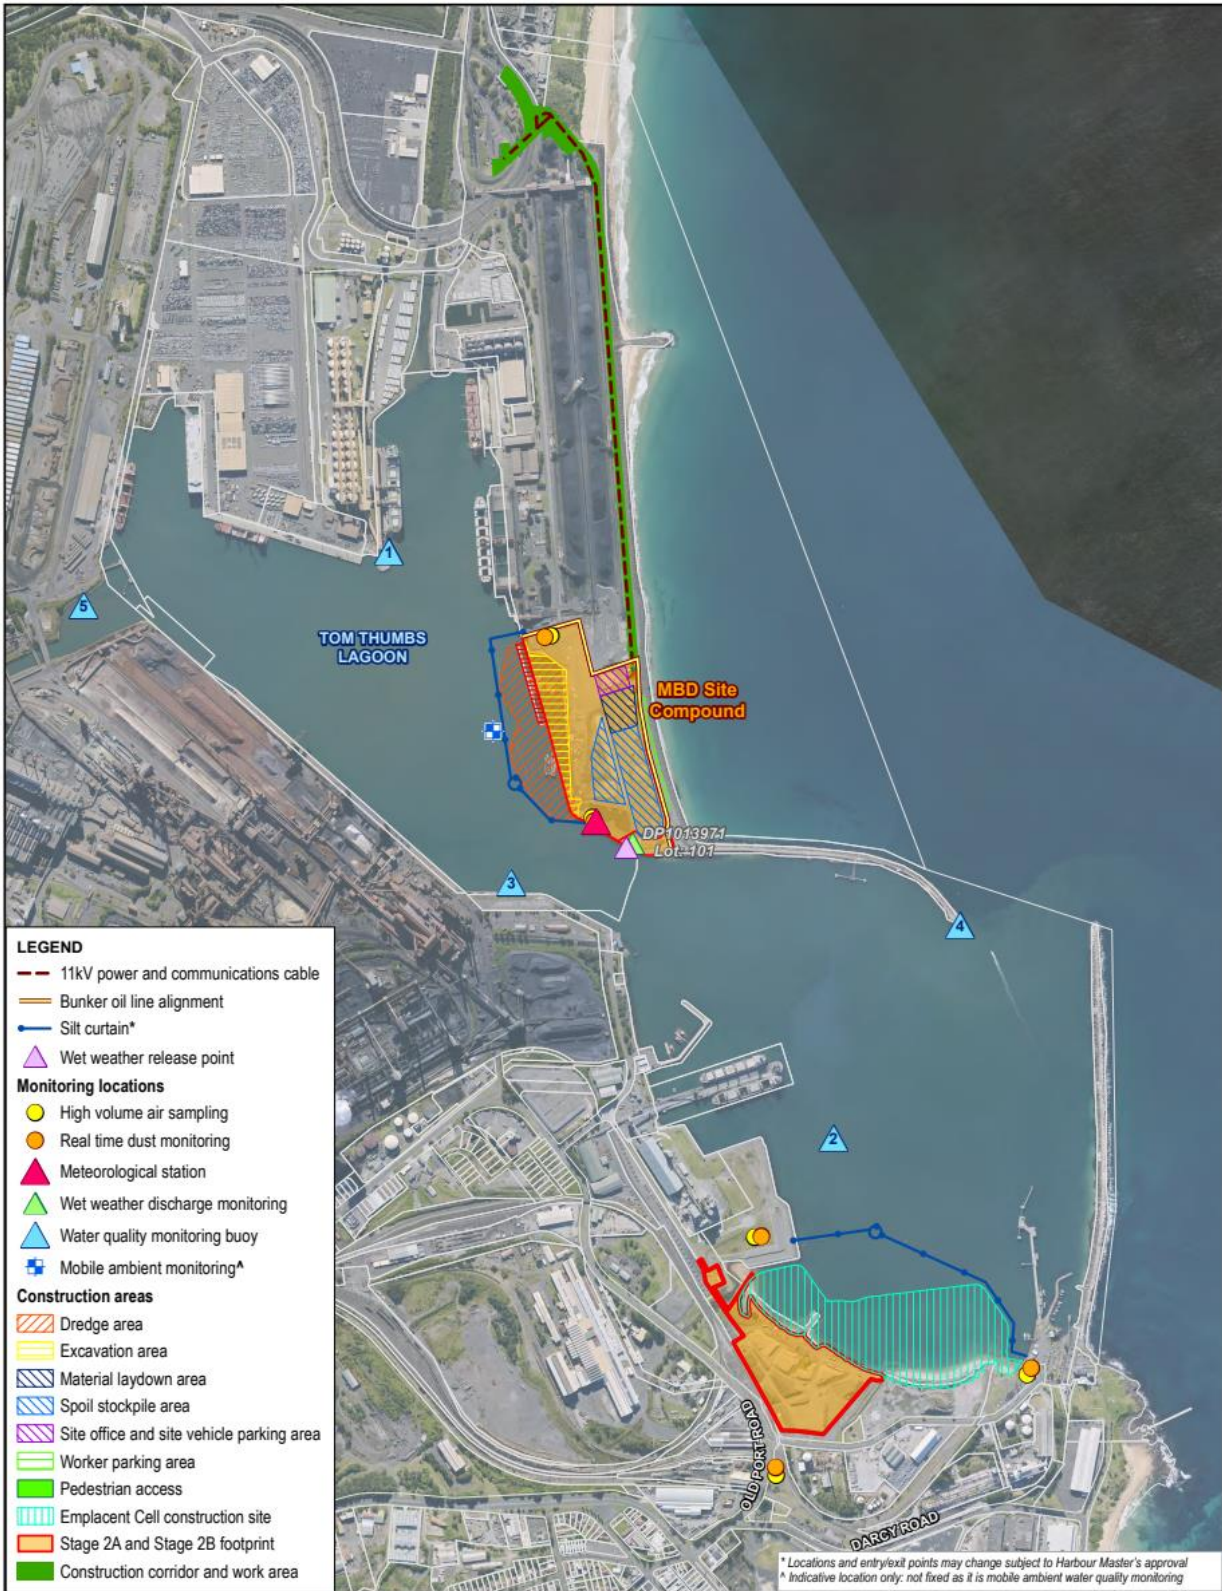 5
1
TOM THUMBS
LAGOON
MBD Site
Compound
DP1013971
Lot: 101
3
4
2
OLD PORT ROAD
DARCY ROAD
LEGEND
11kV power and communications cable
Bunker oil line alignment
Silt curtain*
Wet weather release point
Monitoring locations
High volume air sampling
Real time dust monitoring
Meteorological station
Wet weather discharge monitoring
Water quality monitoring buoy
Mobile ambient monitoring^
Construction areas
Dredge area
Excavation area
Material laydown area
Spoil stockpile area
Site office and site vehicle parking area
Worker parking area
Pedestrian access
Emplacent Cell construction site
Stage 2A and Stage 2B footprint
Construction corridor and work area
* Locations and entry/exit points may change subject to Harbour Master's approval
^ Indicative location only: not fixed as it is mobile ambient water quality monitoring